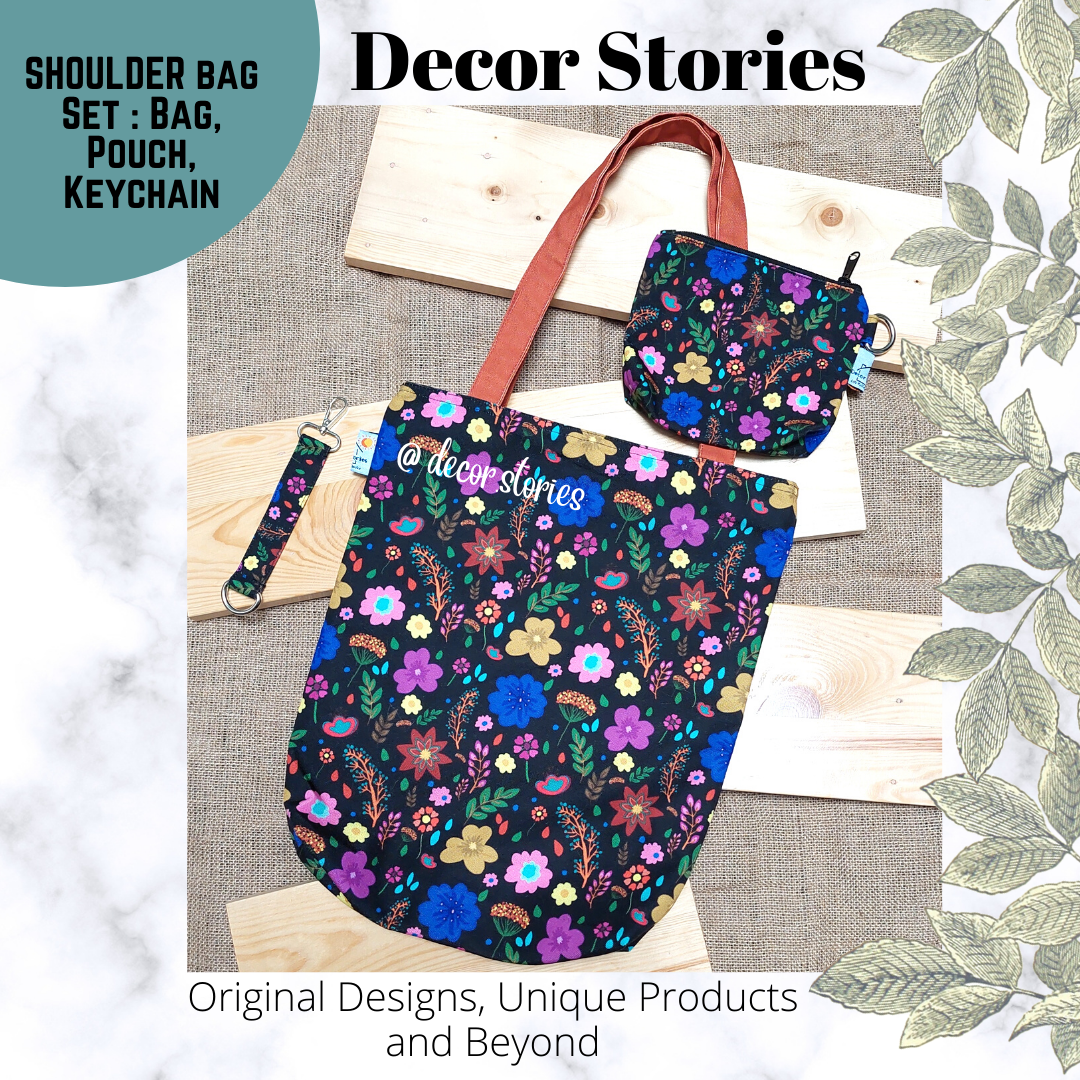 SHOULDER BAG
SET : BAG,
POUCH,
KEYCHAIN
Decor Stories
@ decor stories
Original Designs, Unique Products
and Beyond